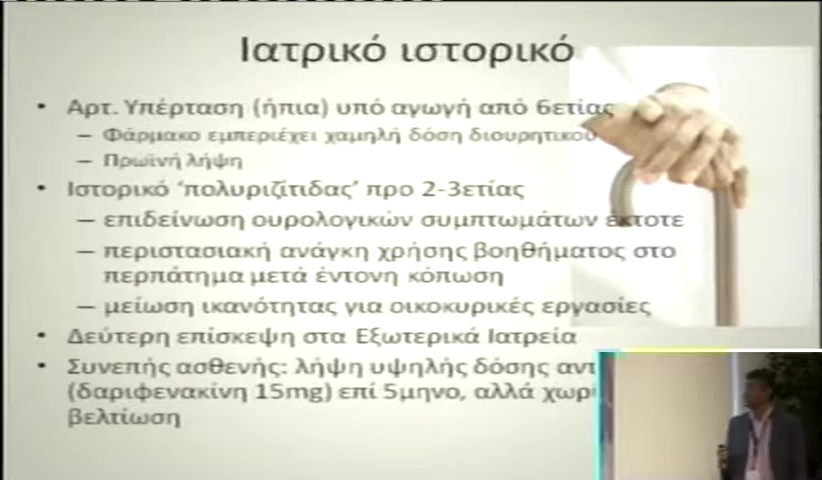 Ιατρικό ιστορικό
• Αρτ. Υπέρταση (ήπια) υπό αγωγή από 6ετίας
– Φάρμακο εμπεριέχει χαμηλή δόση διουρητικού
– Πρωϊνή λήψη
• Ιστορικό ‘πολυριζίτιδας’ προ 2-3ετίας
– επιδείνωση ουρολογικών συμπτωμάτων έκτοτε
– περιστασιακή ανάγκη χρήσης βοηθήματος στο
περπάτημα μετά έντονη κόπωση
– μείωση ικανότητας για οικοκυρικές εργασίες
• Δεύτερη επίσκεψη στα Εξωτερικά Ιατρεία
• Συνεπής ασθενής: λήψη υψηλής δόσης
(δαριφενακίνη 15mg) επί 5μηνο, αλλά
βελτίωση